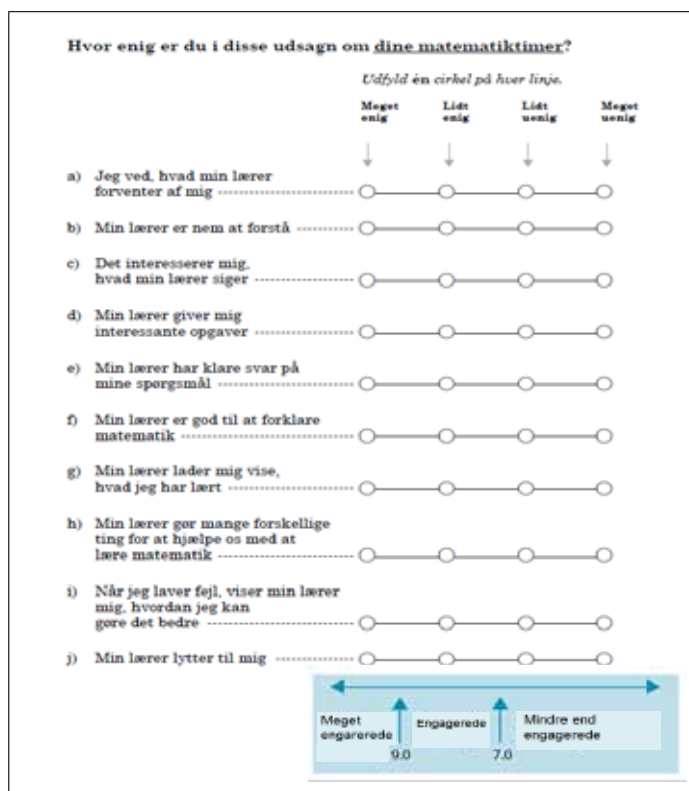 Hvor enig er du i disse udsagn om dine matematiktimer?
Udfyld én cirkel på hver linje.
Meget enig
Lidt enig
Lidt uenig
Meget uenig
a) Jeg ved, hvad min lærer
forventer af mig
b) Min lærer er nem at forstå
c) Det interesserer mig,
hvad min lærer siger
d) Min lærer giver mig
interessante opgaver
e) Min lærer har klare svar på
mine spørgsmål
f) Min lærer er god til at forklare
matematik
g) Min lærer lader mig vise,
hvad jeg har lært
h) Min lærer gør mange forskellige
ting for at hjælpe os med at
lære matematik
i) Når jeg laver fejl, viser min lærer
mig, hvordan jeg kan
gøre det bedre
j) Min lærer lytter til mig
Meget
engarerede
Engagerede
Mindre end
engagerede
9.0
7.0